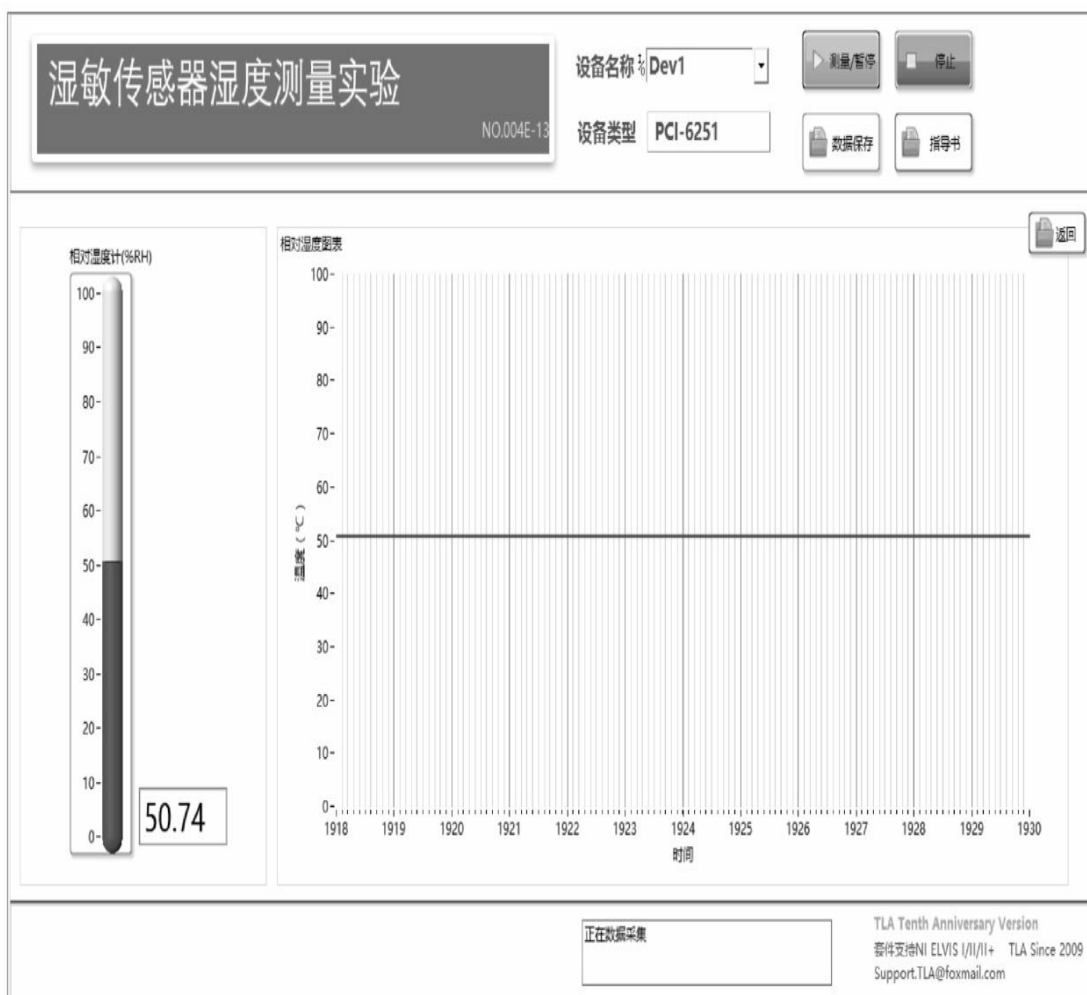 湿敏传感器湿度测量实验
NO.004E-13
设备名称
Dev1
设备类型
PCI-6251
测量/暂停
停止
数据保存
指导书
返回
相对湿度计(%RH)
100
90
80
70
60
50
40
30
20
10
0
50.74
相对湿度图表
100
90
80
70
60
50
40
30
20
10
0
温度（℃）
1918 1919 1920 1921 1922 1923 1924 1925 1926 1927 1928 1929 1930
时间
正在数据采集
TLA Tenth Anniversary Version
套件支持NI ELVIS I/II/II+ TLA Since 2009
Support.TLA@foxmail.com